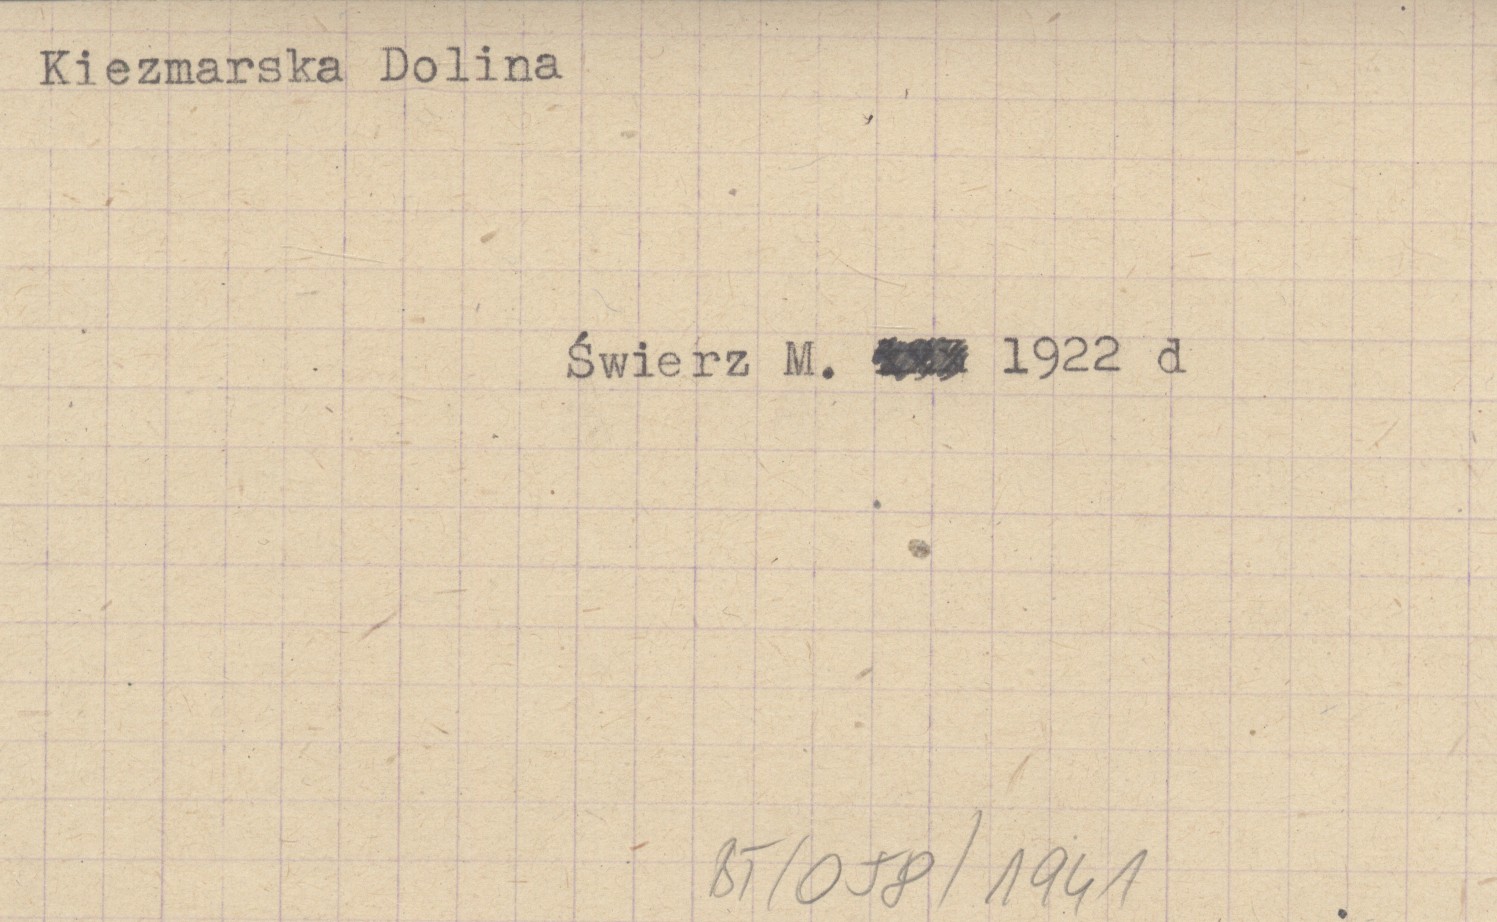 Kiezmarska Dolina
Świerz M. 1922 d
BT/058/1941